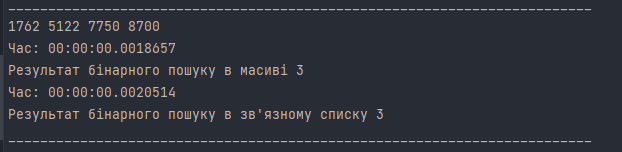 1762 5122 7750 8700
Час: 00:00:00.0018657
Результат бінарного пошуку в масиві 3
Час: 00:00:00.0020514
Результат бінарного пошуку в зв'язному списку 3